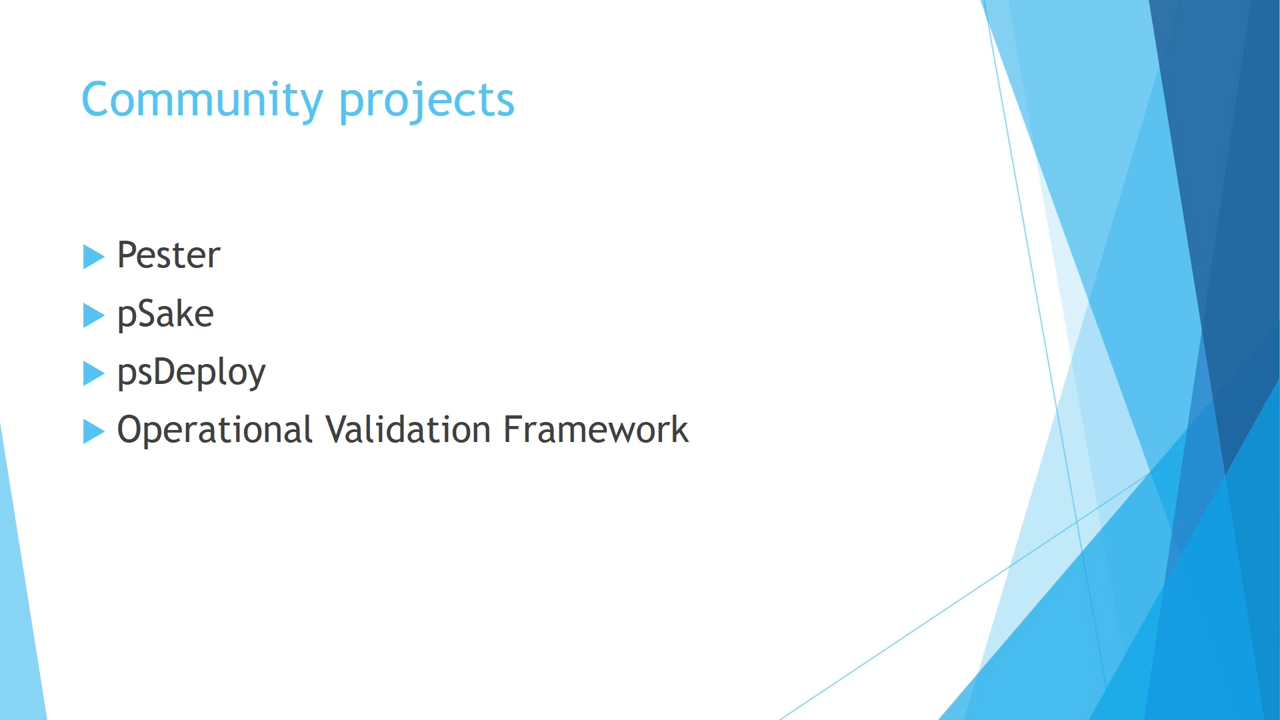 Community projects
Pester
pSake
psDeploy
Operational Validation Framework